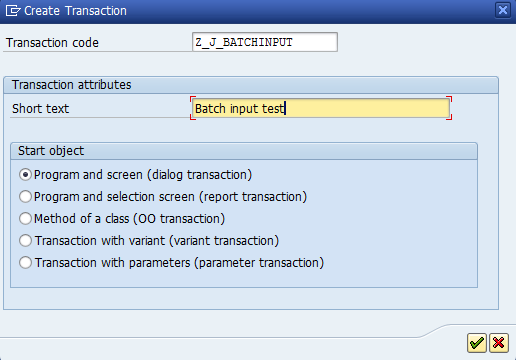 Create Transaction
Transaction code Z_J_BATCHINPUT
Transaction attributes
Short text Batch input test
Start object
Program and screen (dialog transaction)
Program and selection screen (report transaction)
Method of a class (OO transaction)
Transaction with variant (variant transaction)
Transaction with parameters (parameter transaction)